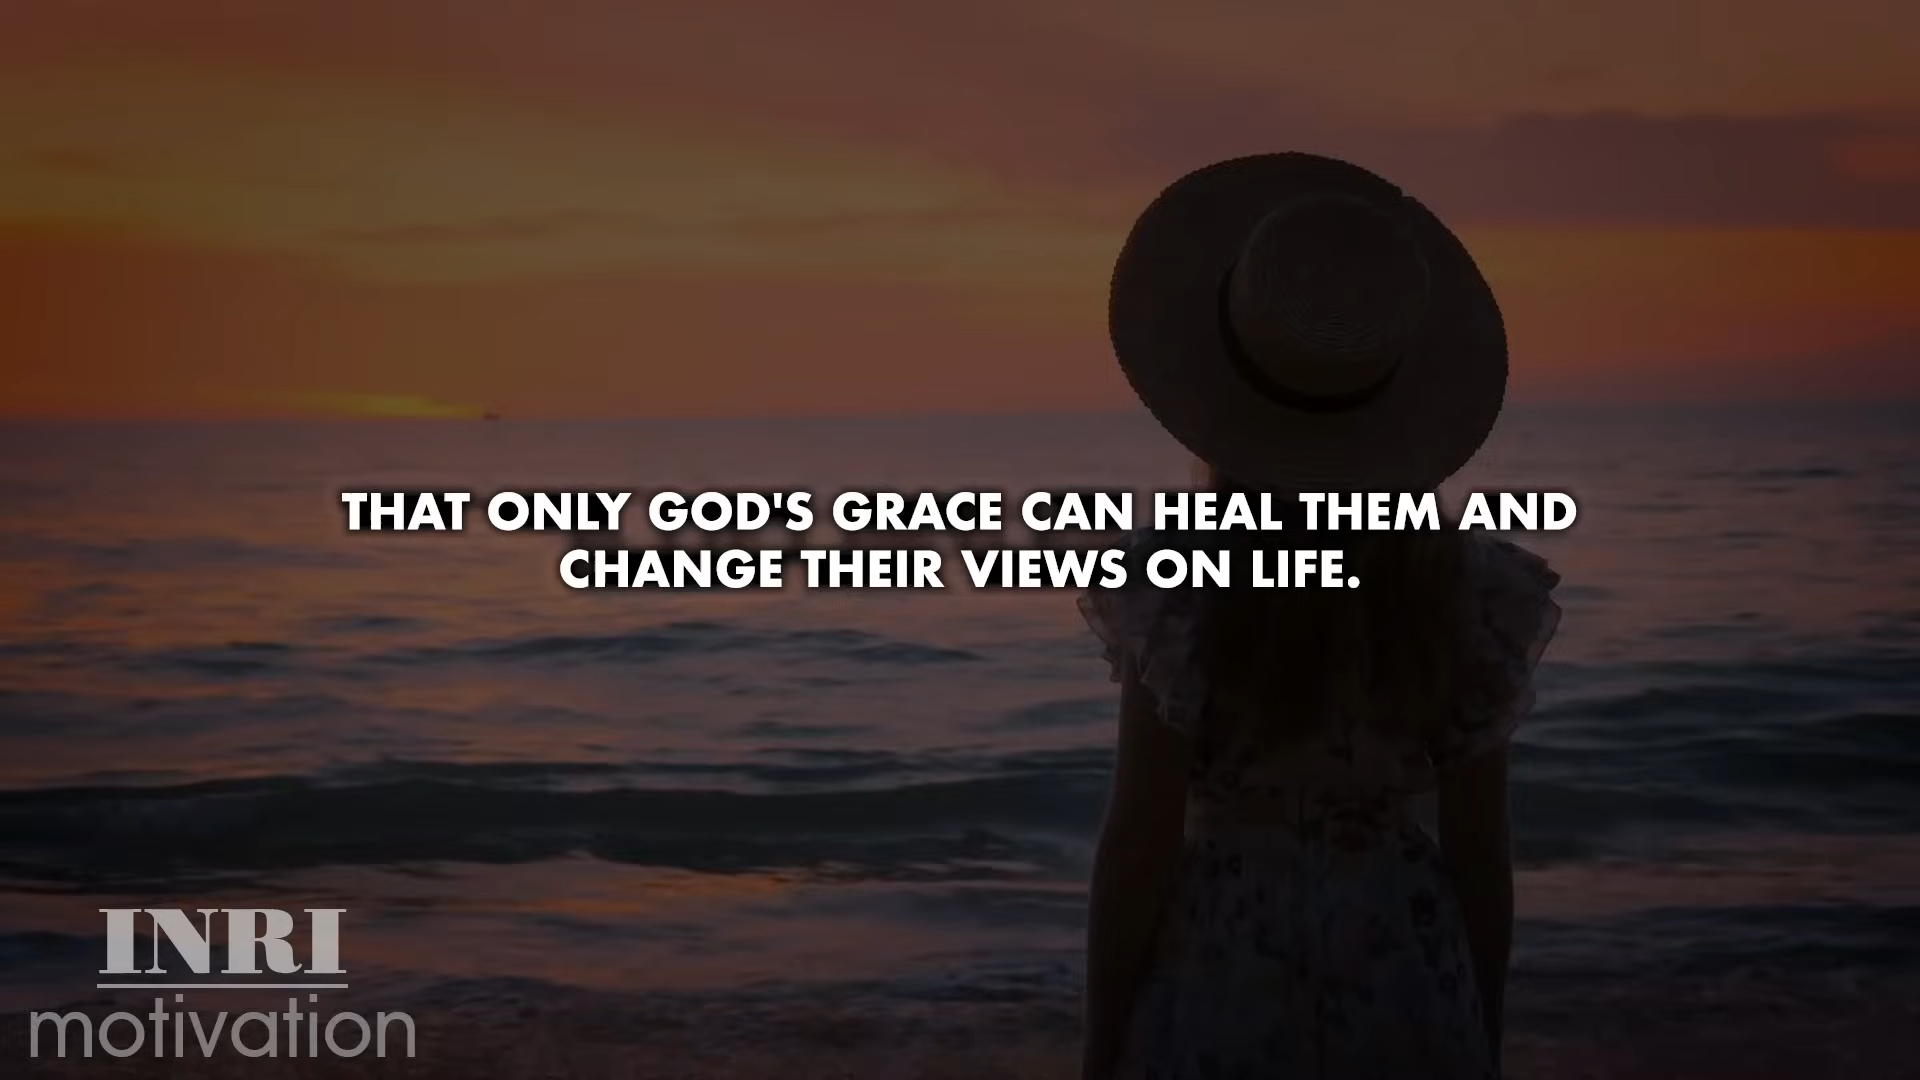 THAT ONLY GOD'S GRACE CAN HEAL THEM AND
CHANGE THEIR VIEWS ON LIFE.
INRI
motivation